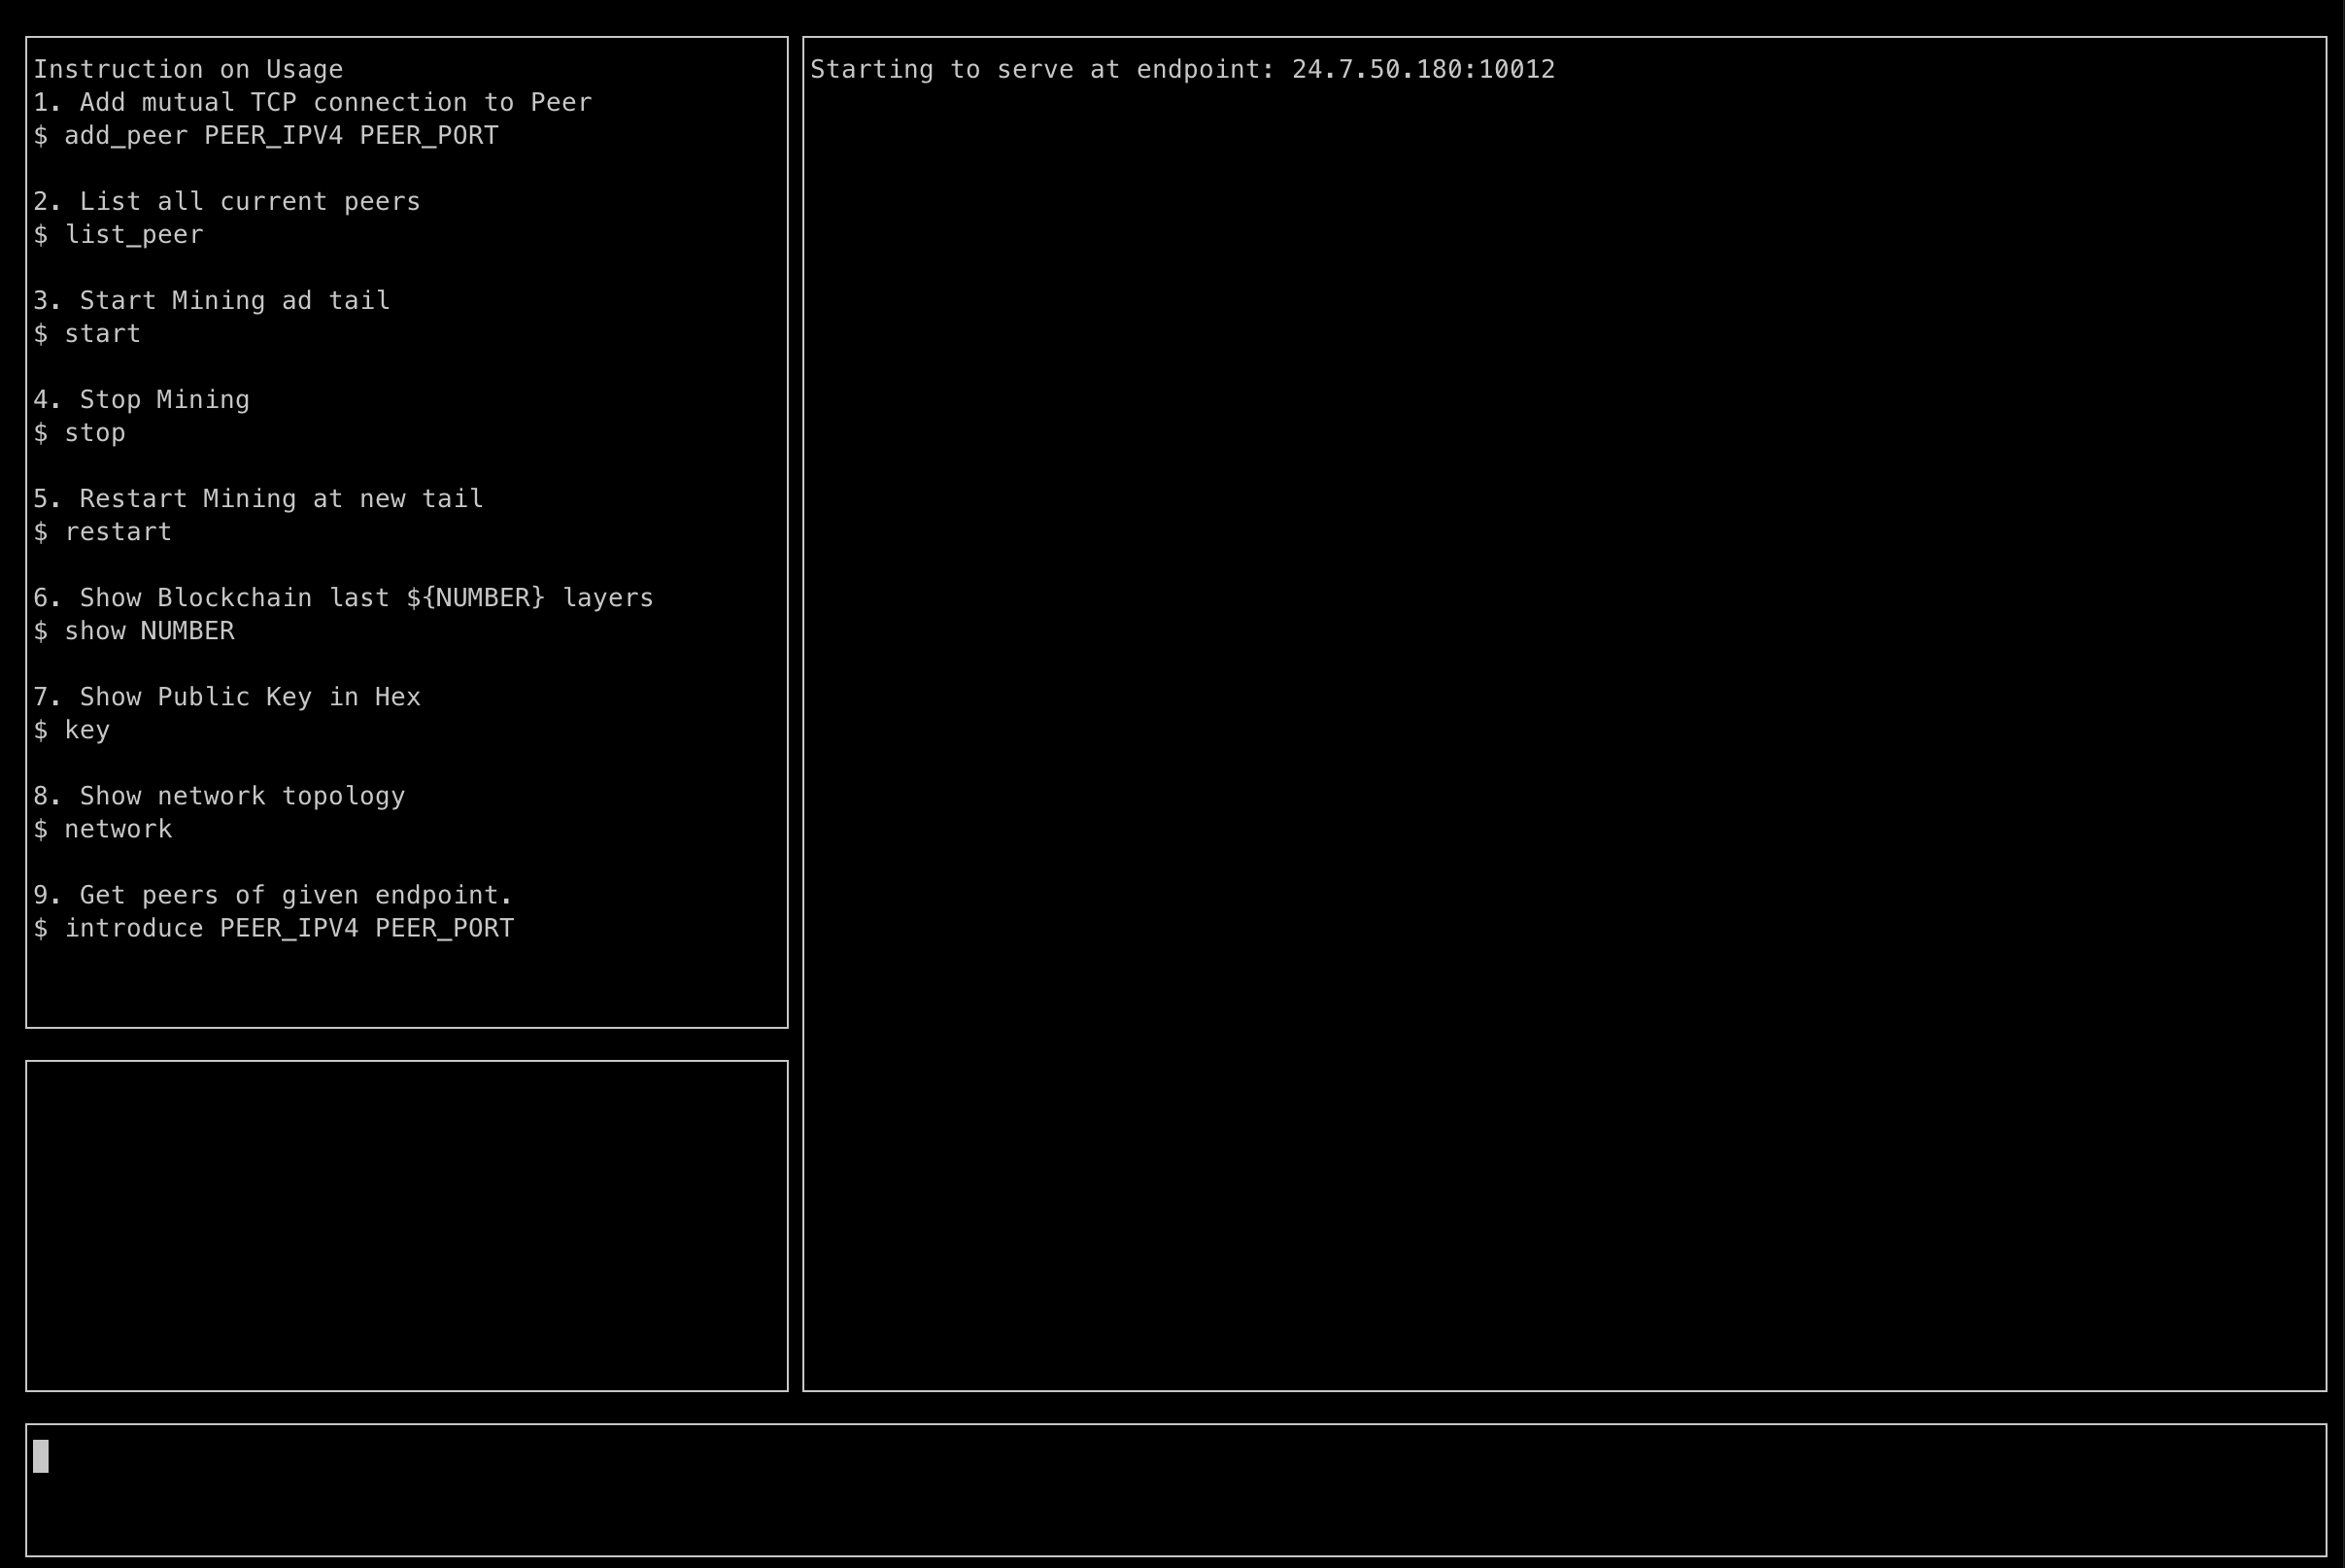 Instruction on Usage
1. Add mutual TCP connection to Peer
$ add_peer PEER_IPV4 PEER_PORT
2. List all current peers
$ list_peer
3. Start Mining ad tail
$ start
4. Stop Mining
$ stop
5. Restart Mining at new tail
$ restart
6. Show Blockchain last ${NUMBER} layers
$ show NUMBER
7. Show Public Key in Hex
$ key
8. Show network topology
$ network
9. Get peers of given endpoint.
$ introduce PEER_IPV4 PEER_PORT
Starting to serve at endpoint: 24.7.50.180:10012